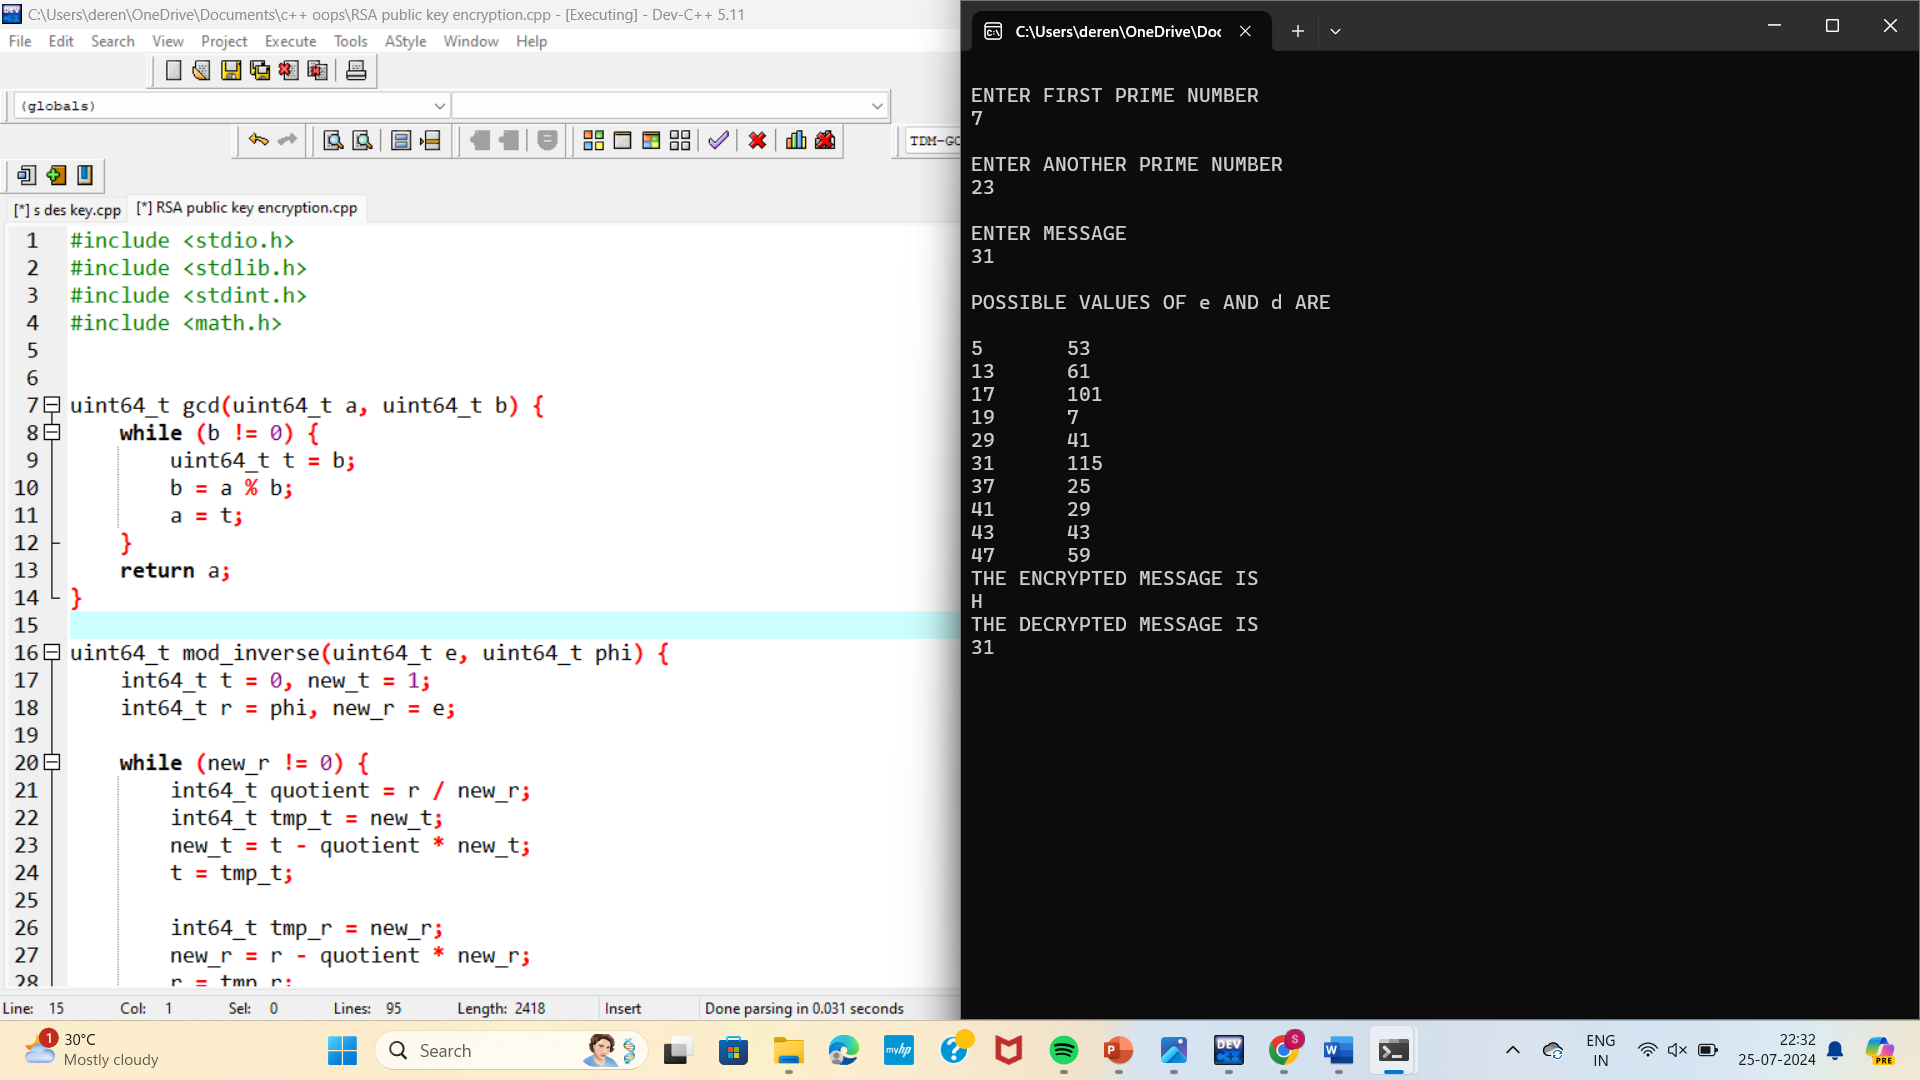 C:\Users\deren\OneDrive\Documents\c++ oops\RSA public key encryption.cpp - [Executing] - Dev-C++ 5.11
File Edit Search View Project Execute Tools AStyle Window Help
(globals)
TDM-GC
[*] s des key.cpp [*] RSA public key encryption.cpp
1 #include <stdio.h>
2 #include <stdlib.h>
3 #include <stdint.h>
4 #include <math.h>
5
6
7 uint64_t gcd(uint64_t a, uint64_t b) {
8 while (b != 0) {
9 uint64_t t = b;
10 b = a % b;
11 a = t;
12 }
13 return a;
14 }
15
16 uint64_t mod_inverse(uint64_t e, uint64_t phi) {
17 int64_t t = 0, new_t = 1;
18 int64_t r = phi, new_r = e;
19
20 while (new_r != 0) {
21 int64_t quotient = r / new_r;
22 int64_t tmp_t = new_t;
23 new_t = t - quotient * new_t;
24 t = tmp_t;
25
26 int64_t tmp_r = new_r;
27 new_r = r - quotient * new_r;
28 r = tmp_r;
Line: 15 Col: 1 Sel: 0 Lines: 95 Length: 2418 Insert Done parsing in 0.031 seconds
C:\Users\deren\OneDrive\Doc
ENTER FIRST PRIME NUMBER
7
ENTER ANOTHER PRIME NUMBER
23
ENTER MESSAGE
31
POSSIBLE VALUES OF e AND d ARE
5 53
13 61
17 101
19 7
29 41
31 115
37 25
41 29
43 43
47 59
THE ENCRYPTED MESSAGE IS
H
THE DECRYPTED MESSAGE IS
31
1 30°C
Mostly cloudy
Search
myhp
DEV C++
S
ENG
IN
22:32
25-07-2024
PRE